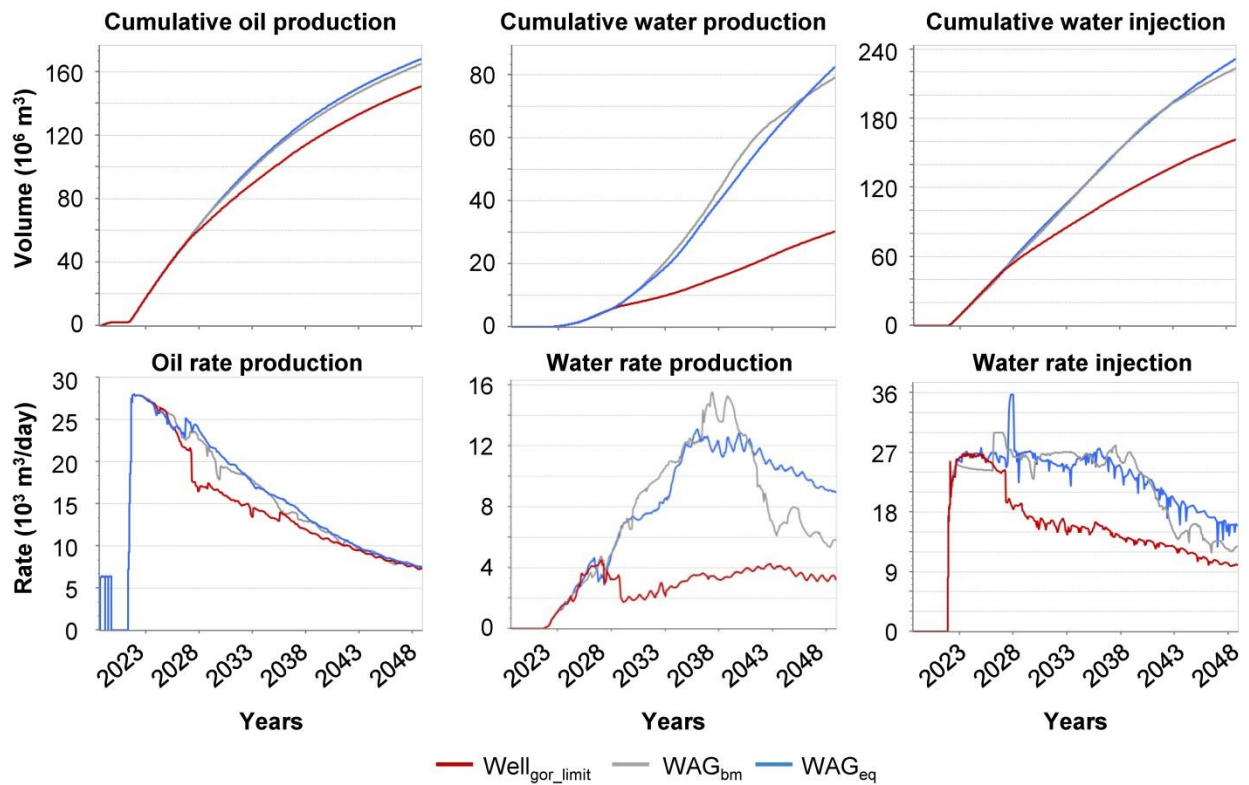 Cumulative oil production
Cumulative water production
Cumulative water injection
Volume (10⁶ m³)
160
120
80
40
0
80
60
40
20
0
240
180
120
60
0
Oil rate production
Water rate production
Water rate injection
Rate (10³ m³/day)
30
25
20
15
10
5
0
16
12
8
4
0
36
27
18
9
0
2023 2028 2033 2038 2043 2048
2023 2028 2033 2038 2043 2048
2023 2028 2033 2038 2043 2048
Years
Years
Years
Well_gor_limit
WAG_bm
WAG_eq